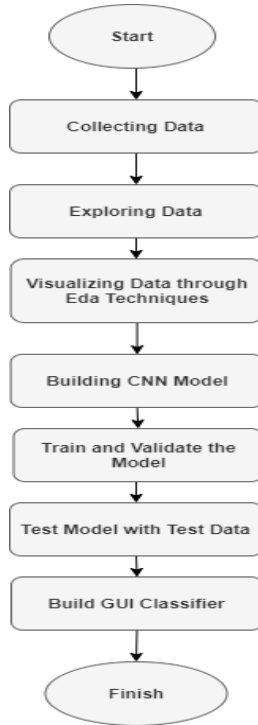 Start
Collecting Data
Exploring Data
Visualizing Data through
Eda Techniques
Building CNN Model
Train and Validate the
Model
Test Model with Test Data
Build GUI Classifier
Finish